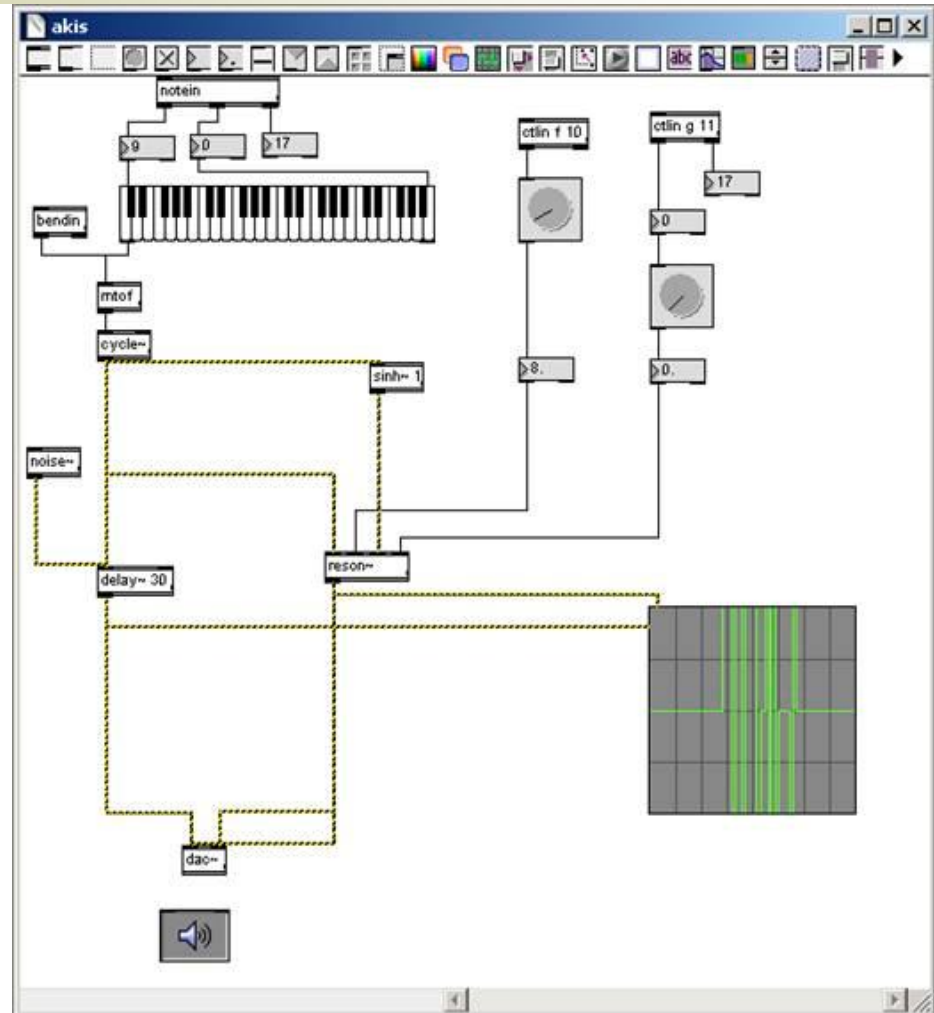 akis
abc
notein
9
0
17
ctlin f 10
ctlin g 11
17
bendin
0
mtof
cycle~
sinh~ 1
8.
0.
noise~
reson~
delay~ 30
dac~